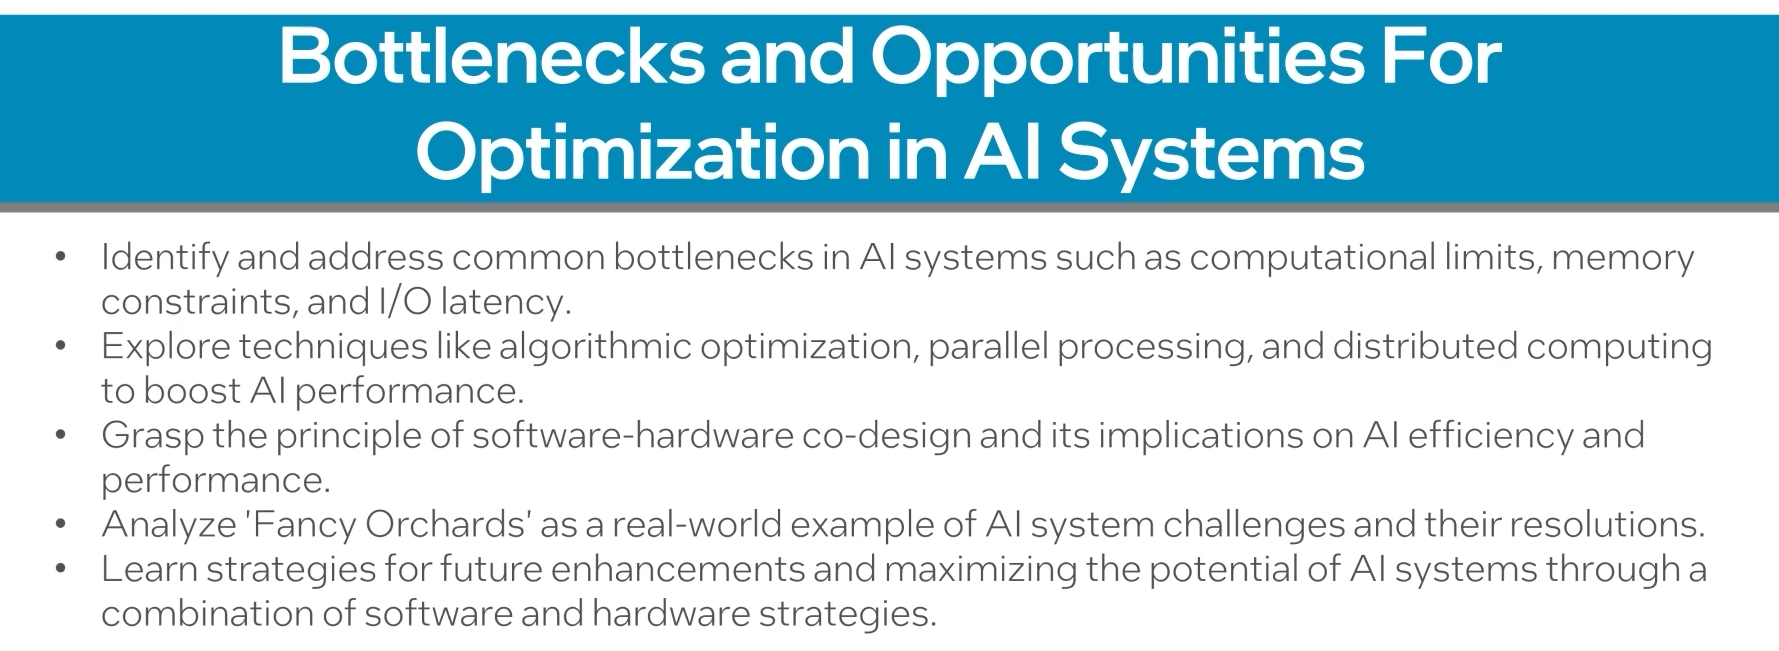 Bottlenecks and Opportunities For
Optimization in AI Systems
• Identify and address common bottlenecks in AI systems such as computational limits, memory
constraints, and I/O latency.
• Explore techniques like algorithmic optimization, parallel processing, and distributed computing
to boost AI performance.
• Grasp the principle of software-hardware co-design and its implications on AI efficiency and
performance.
• Analyze 'Fancy Orchards' as a real-world example of AI system challenges and their resolutions.
• Learn strategies for future enhancements and maximizing the potential of AI systems through a
combination of software and hardware strategies.